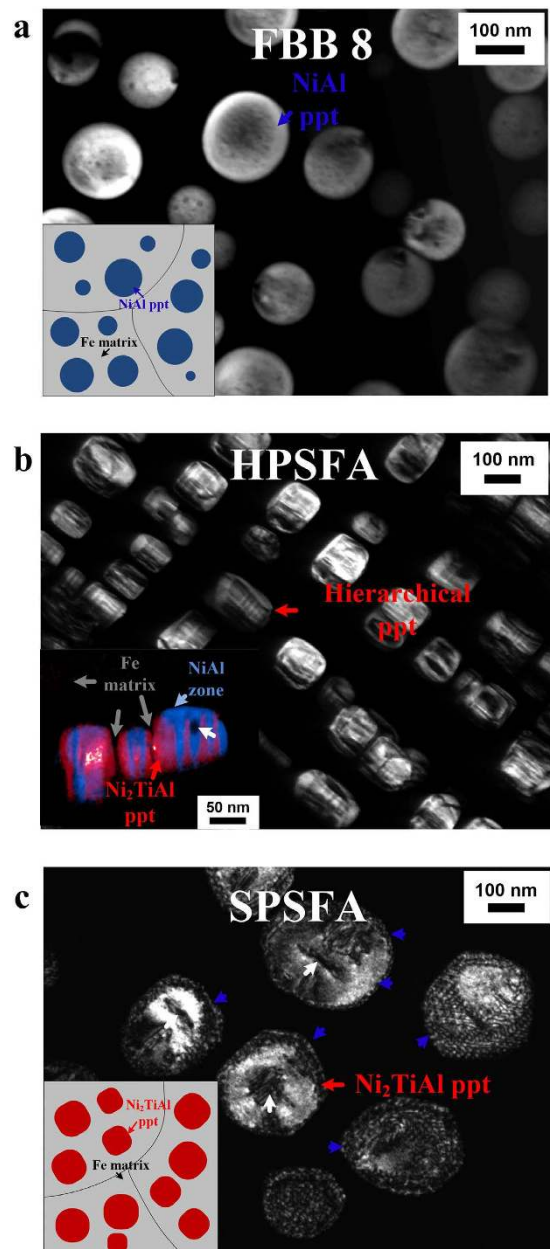 a
FBB 8
100 nm
NiAl
ppt
NiAl ppt
Fe matrix
b
HPSFA
100 nm
Hierarchical
ppt
Fe
matrix
NiAl
zone
Ni₂TiAl
ppt
50 nm
c
SPSFA
100 nm
Ni₂TiAl ppt
Ni₂TiAl
ppt
Fe matrix